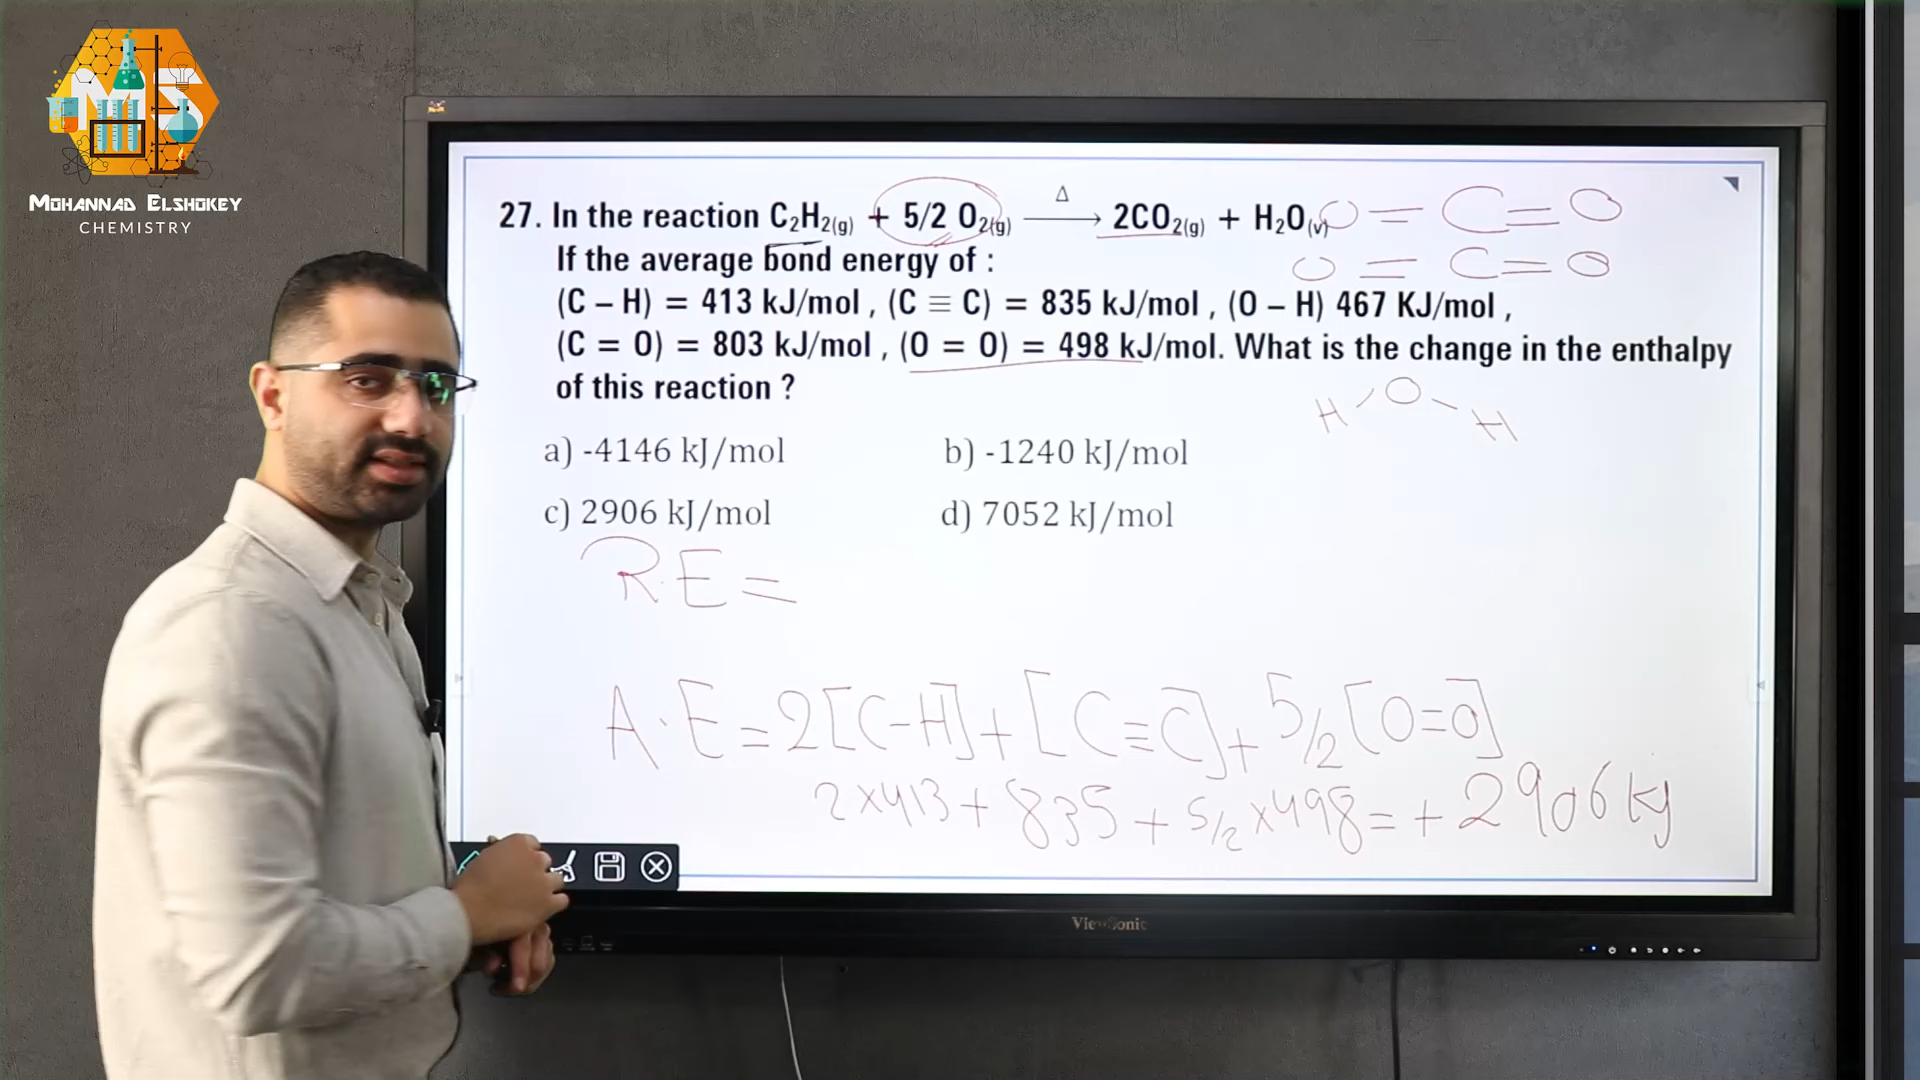 MS
MOHANNAD ELSHOKEY
CHEMISTRY
27. In the reaction C₂H₂(g) + 5/2 O₂(g) —Δ→ 2CO₂(g) + H₂O(v)
O = C = O
O = C = O
If the average bond energy of :
(C – H) = 413 kJ/mol , (C ≡ C) = 835 kJ/mol , (O – H) 467 KJ/mol ,
(C = O) = 803 kJ/mol , (O = O) = 498 kJ/mol. What is the change in the enthalpy
of this reaction ?
H O H
a) -4146 kJ/mol b) -1240 kJ/mol
c) 2906 kJ/mol d) 7052 kJ/mol
R.E =
A.E = 2[C-H] + [C≡C] + 5/2 [O=O]
2x413 + 835 + 5/2 x498 = + 2906 kj
ViewSonic